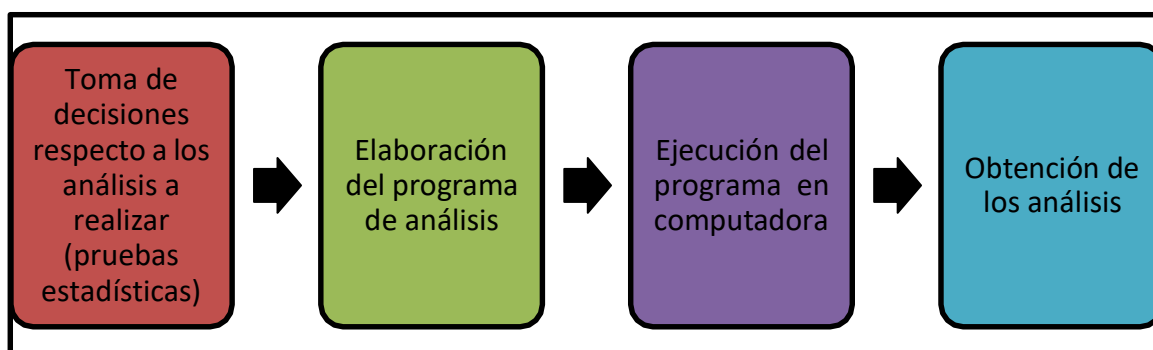 Toma de
decisiones
respecto a los
análisis a
realizar
(pruebas
estadísticas)
Elaboración
del programa
de análisis
Ejecución del
programa en
computadora
Obtención de
los análisis